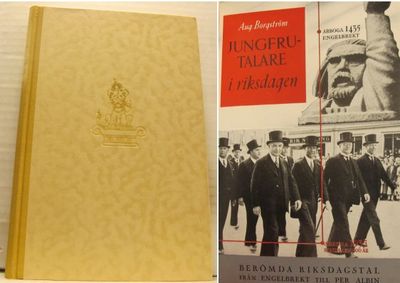 Aug Borgström
JUNGFRU-
TALARE
i riksdagen
ARBOGA 1435
ENGELBREKT
BERÖMDA RIKSDAGSTAL
FRÅN ENGELBREKT TILL PER ALBIN